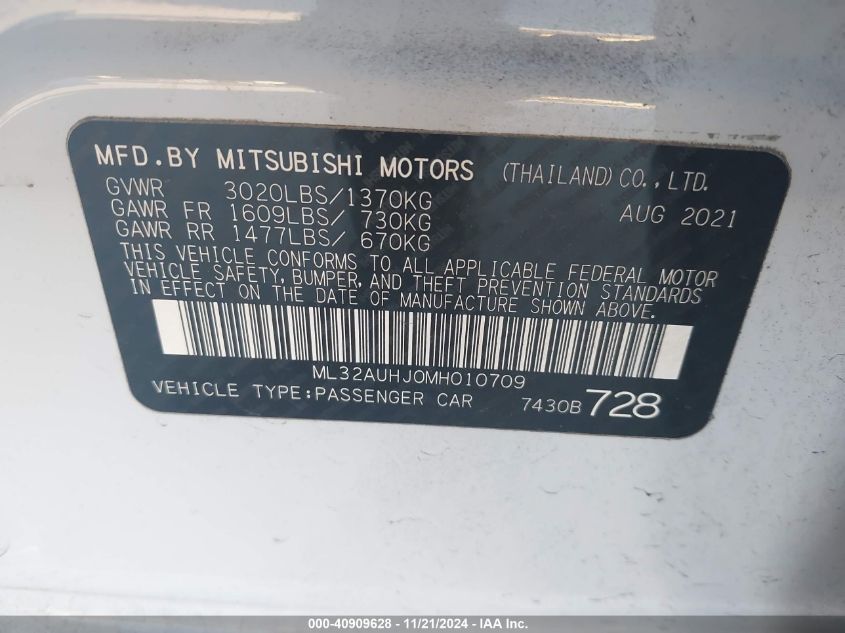 MFD.BY MITSUBISHI MOTORS (THAILAND) CO.,LTD.
GVWR 3020LBS/1370KG AUG 2021
GAWR FR 1609LBS/ 730KG
GAWR RR 1477LBS/ 670KG
THIS VEHICLE CONFORMS TO ALL APPLICABLE FEDERAL MOTOR
VEHICLE SAFETY, BUMPER, AND THEFT PREVENTION STANDARDS
IN EFFECT ON THE DATE OF MANUFACTURE SHOWN ABOVE.
ML32AUHJ0MH010709
VEHICLE TYPE:PASSENGER CAR 7430B 728
000-40909628 - 11/21/2024 - IAA Inc.